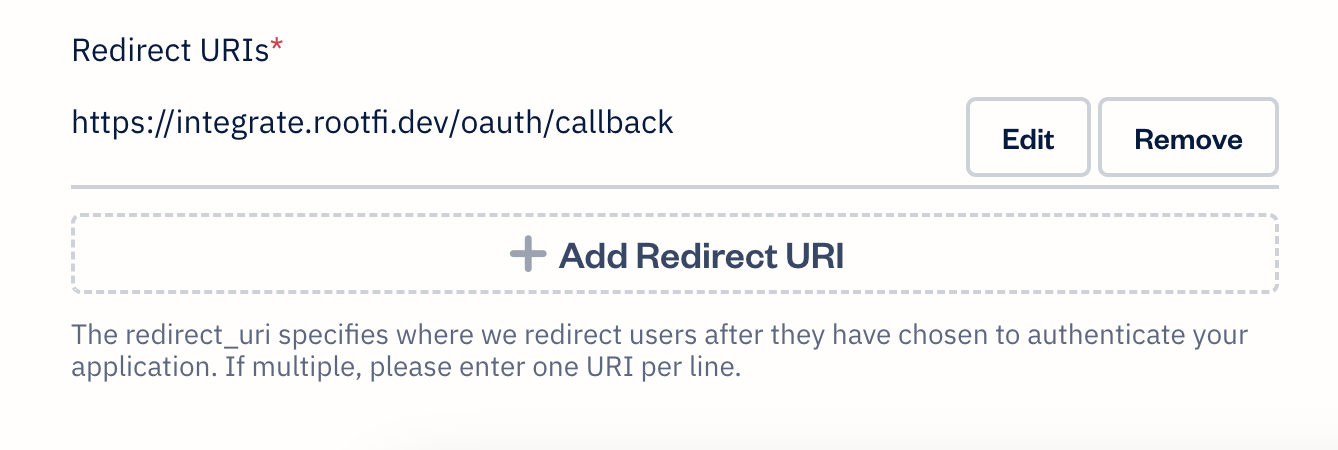 Redirect URIs*
https://integrate.rootfi.dev/oauth/callback
Edit
Remove
Add Redirect URI
The redirect_uri specifies where we redirect users after they have chosen to authenticate your
application. If multiple, please enter one URI per line.